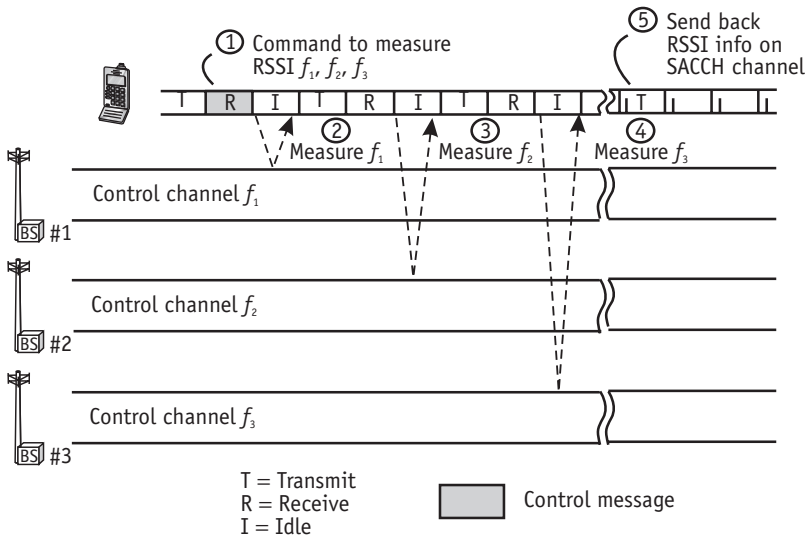 ① Command to measure
RSSI f₁, f₂, f₃
⑤ Send back
RSSI info on
SACCH channel
T R I T R I T R I T
② Measure f₁
③ Measure f₂
④ Measure f₃
Control channel f₁
BS #1
Control channel f₂
BS #2
Control channel f₃
BS #3
T = Transmit
R = Receive
I = Idle
Control message